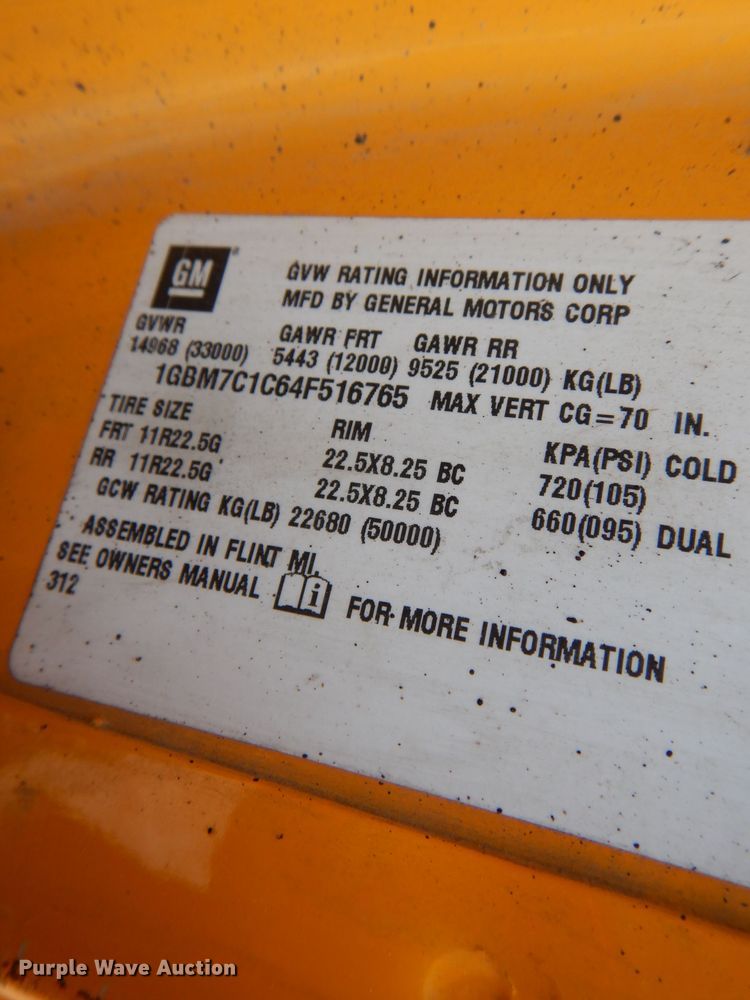 GM
GVW RATING INFORMATION ONLY
MFD BY GENERAL MOTORS CORP
GVWR GAWR FRT GAWR RR
14968 (33000) 5443 (12000) 9525 (21000) KG(LB)
1GBM7C1C64F516765 MAX VERT CG=70 IN.
TIRE SIZE RIM KPA(PSI) COLD
FRT 11R22.5G 22.5X8.25 BC 720(105)
RR 11R22.5G 22.5X8.25 BC 660(095) DUAL
GCW RATING KG(LB) 22680 (50000)
ASSEMBLED IN FLINT MI
SEE OWNERS MANUAL i FOR MORE INFORMATION
312
Purple Wave Auction